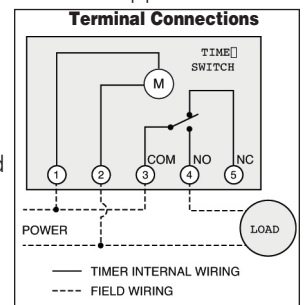 Terminal Connections
TIME
SWITCH
M
COM NO NC
1 2 3 4 5
POWER
LOAD
TIMER INTERNAL WIRING
FIELD WIRING